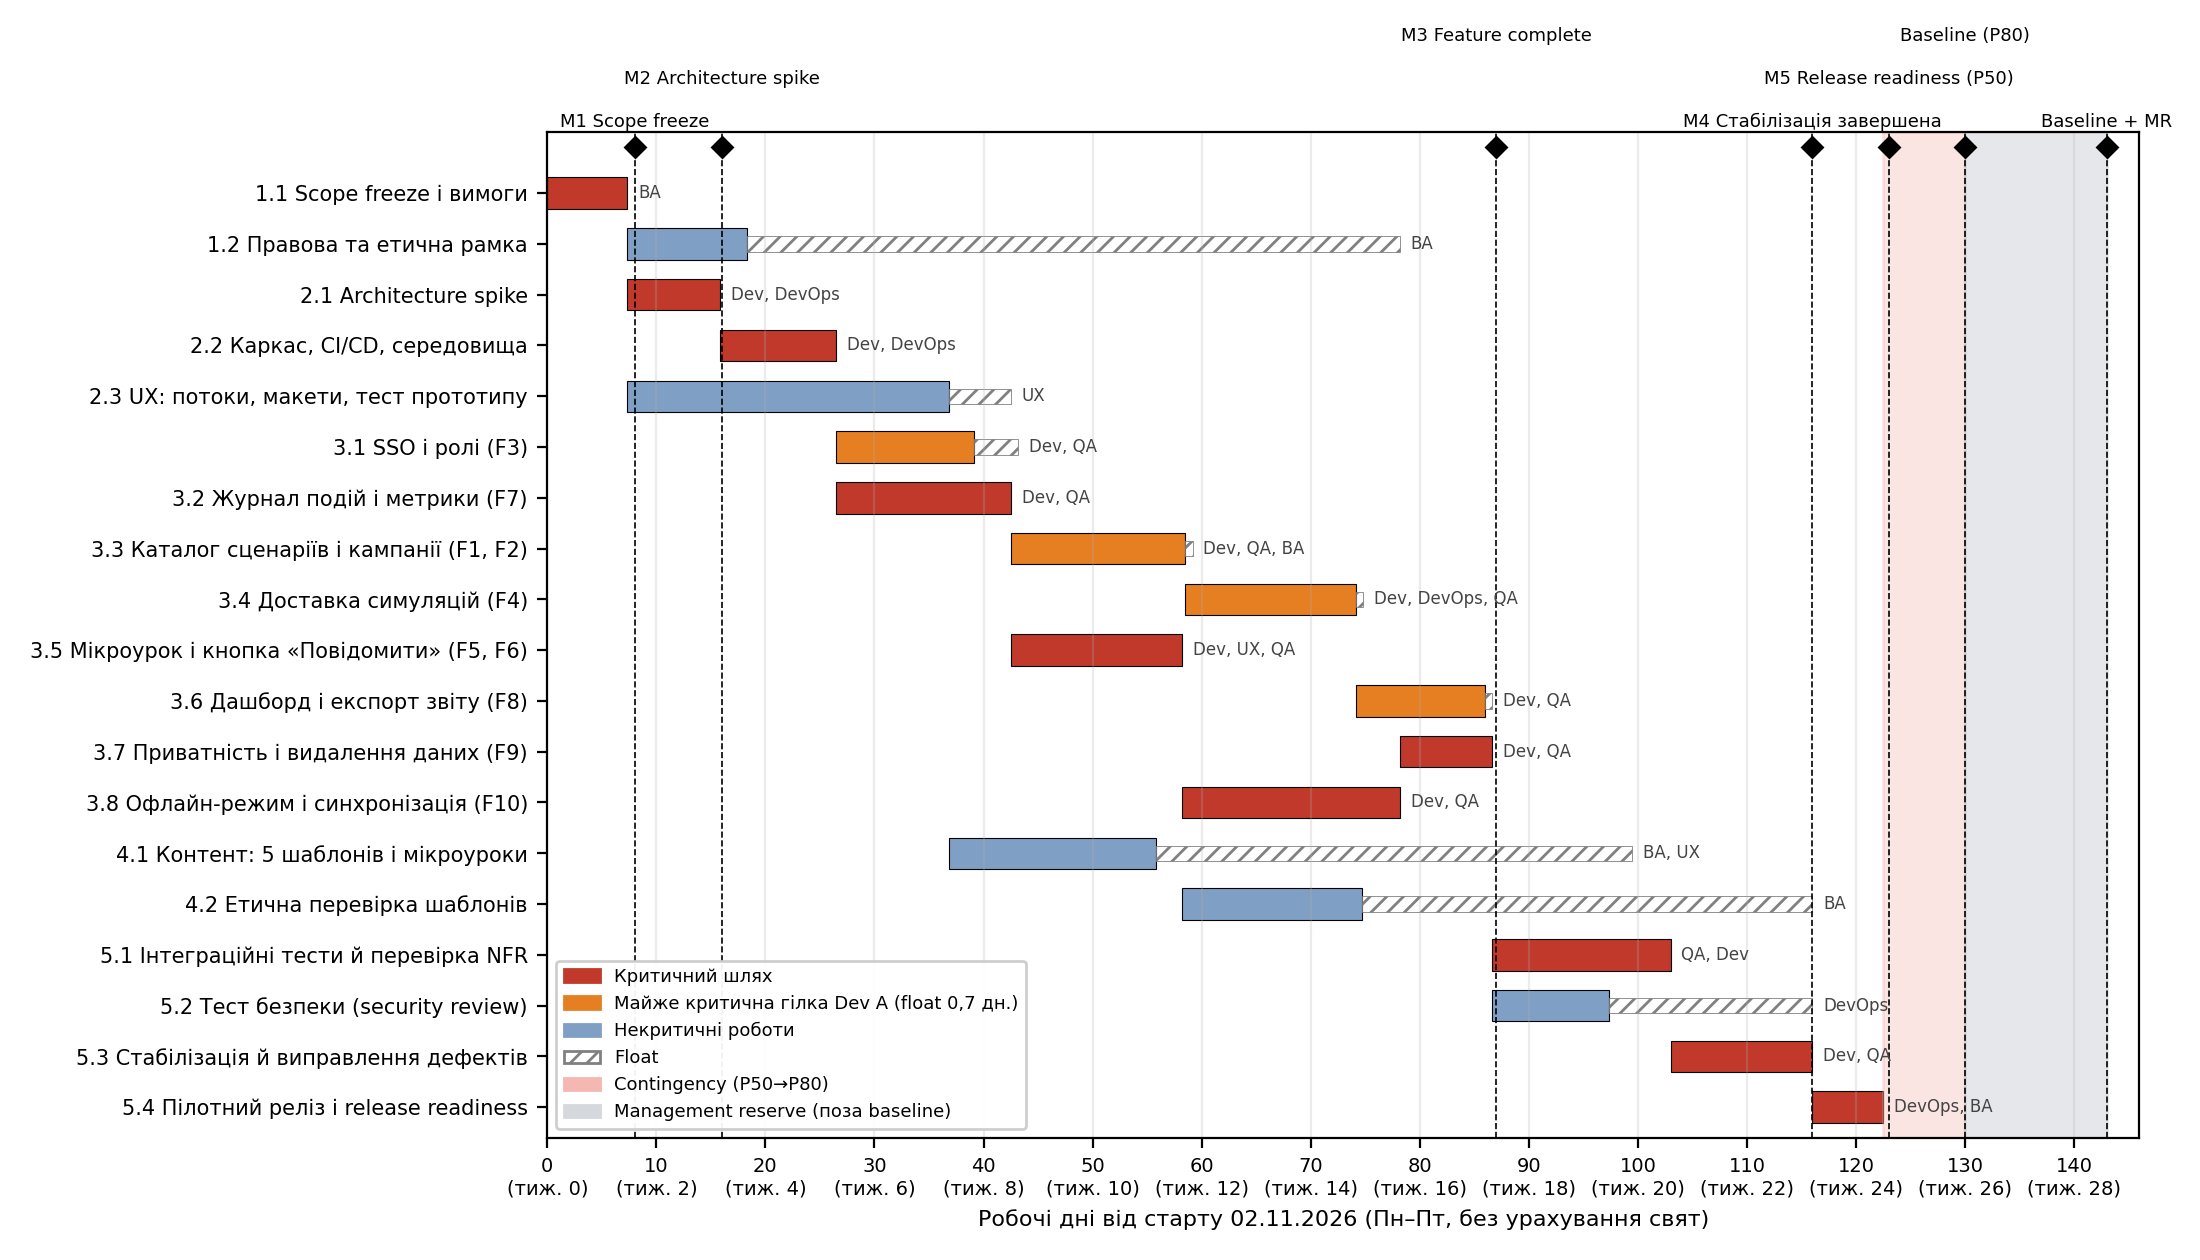 M3 Feature complete
Baseline (P80)
M2 Architecture spike
M5 Release readiness (P50)
M1 Scope freeze
M4 Стабілізація завершена
Baseline + MR
1.1 Scope freeze і вимоги
BA
1.2 Правова та етична рамка
BA
2.1 Architecture spike
Dev, DevOps
2.2 Каркас, CI/CD, середовища
Dev, DevOps
2.3 UX: потоки, макети, тест прототипу
UX
3.1 SSO і ролі (F3)
Dev, QA
3.2 Журнал подій і метрики (F7)
Dev, QA
3.3 Каталог сценаріїв і кампанії (F1, F2)
Dev, QA, BA
3.4 Доставка симуляцій (F4)
Dev, DevOps, QA
3.5 Мікроурок і кнопка «Повідомити» (F5, F6)
Dev, UX, QA
3.6 Дашборд і експорт звіту (F8)
Dev, QA
3.7 Приватність і видалення даних (F9)
Dev, QA
3.8 Офлайн-режим і синхронізація (F10)
Dev, QA
4.1 Контент: 5 шаблонів і мікроуроки
BA, UX
4.2 Етична перевірка шаблонів
BA
5.1 Інтеграційні тести й перевірка NFR
QA, Dev
5.2 Тест безпеки (security review)
DevOps
5.3 Стабілізація й виправлення дефектів
Dev, QA
5.4 Пілотний реліз і release readiness
DevOps, BA
Критичний шлях
Майже критична гілка Dev A (float 0,7 дн.)
Некритичні роботи
Float
Contingency (P50→P80)
Management reserve (поза baseline)
0 10 20 30 40 50 60 70 80 90 100 110 120 130 140
(тиж. 0) (тиж. 2) (тиж. 4) (тиж. 6) (тиж. 8) (тиж. 10) (тиж. 12) (тиж. 14) (тиж. 16) (тиж. 18) (тиж. 20) (тиж. 22) (тиж. 24) (тиж. 26) (тиж. 28)
Робочі дні від старту 02.11.2026 (Пн–Пт, без урахування свят)